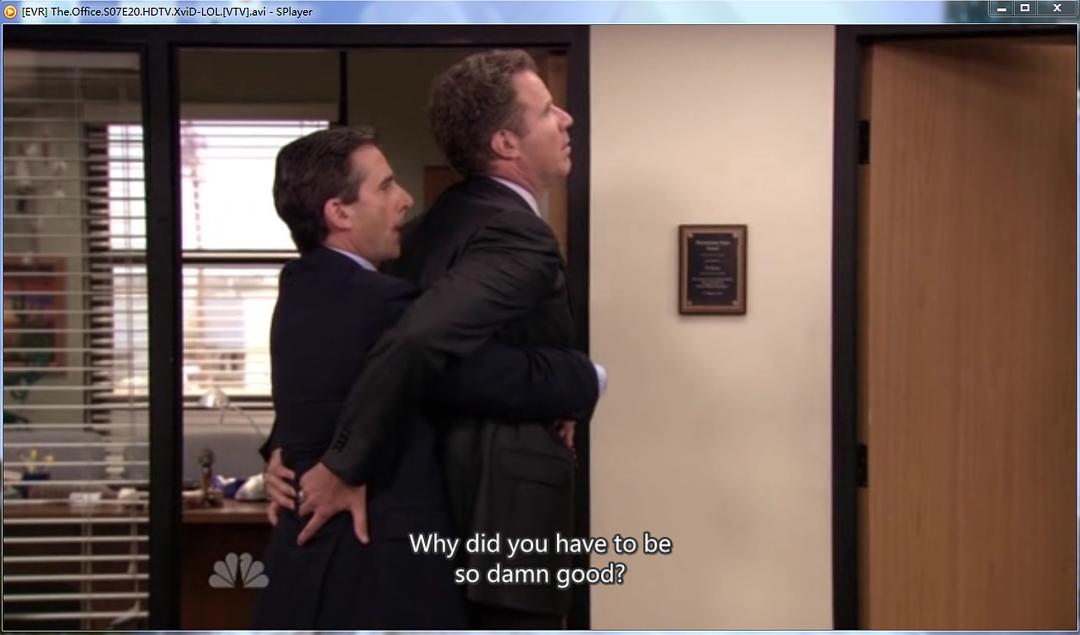 [EVR] The.Office.S07E20.HDTV.XviD-LOL.[VTV].avi - SPlayer
Why did you have to be
so damn good?